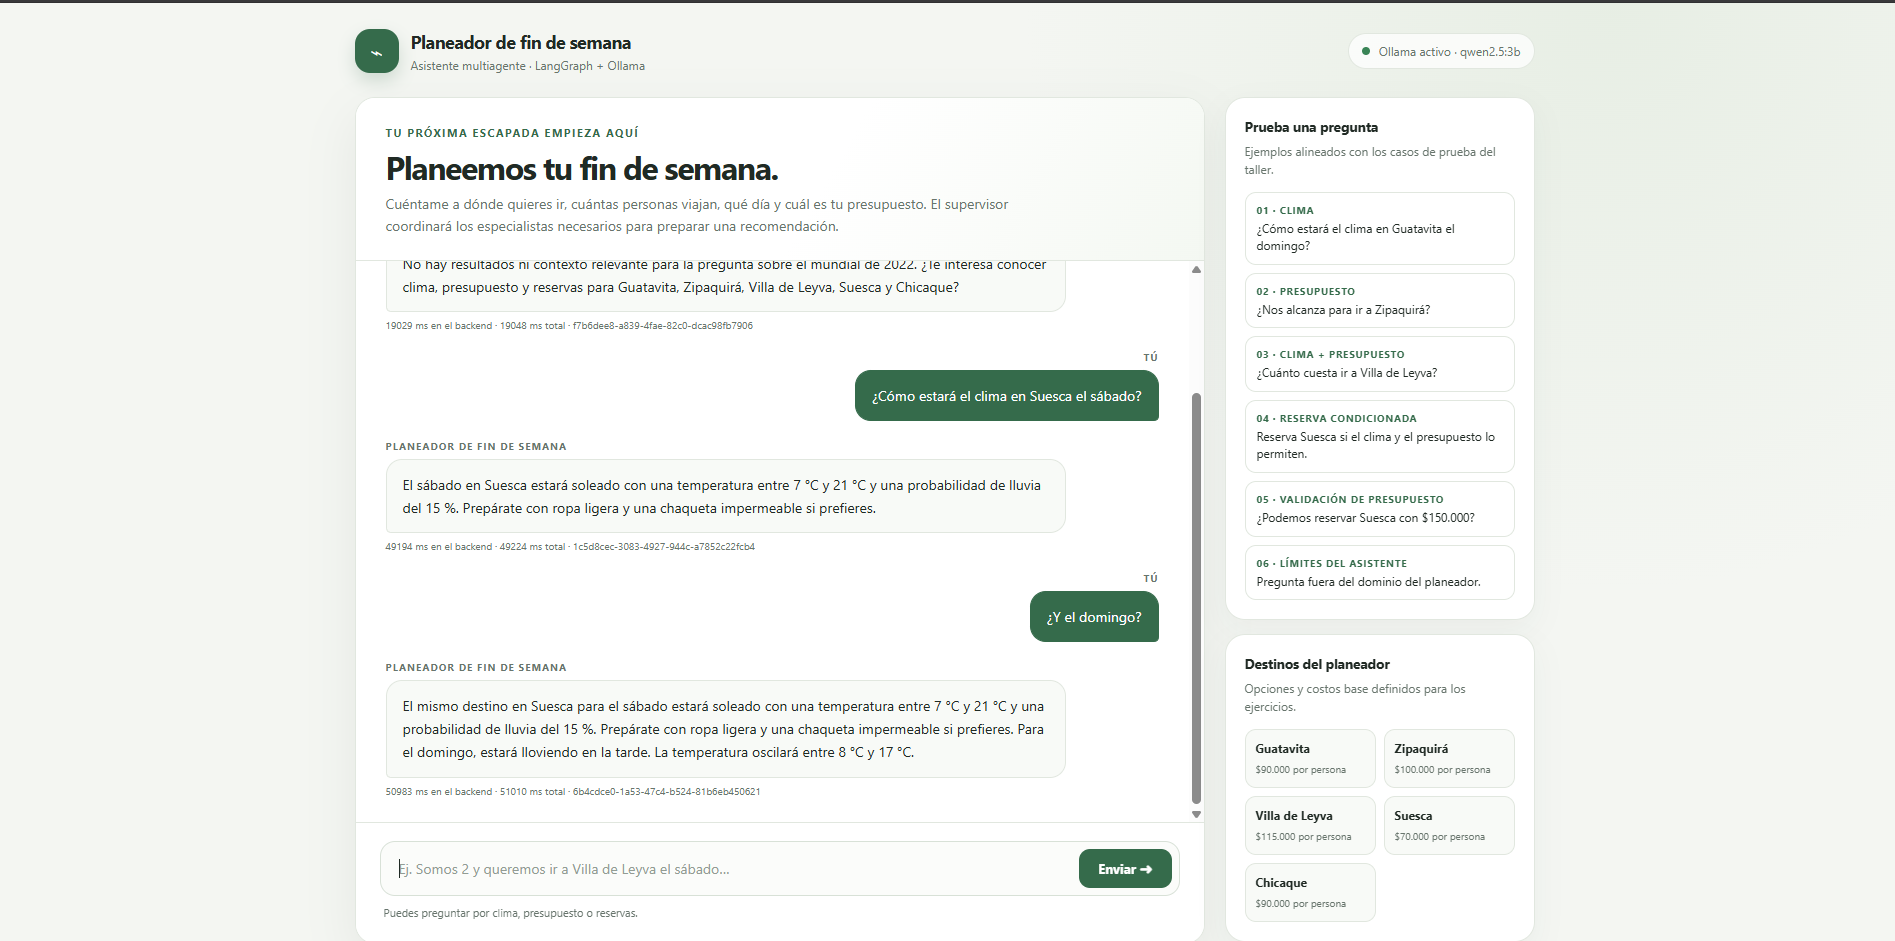 Planeador de fin de semana
Asistente multiagente · LangGraph + Ollama
Ollama activo · qwen2.5:3b
TU PRÓXIMA ESCAPADA EMPIEZA AQUÍ
Planeemos tu fin de semana.
Cuéntame a dónde quieres ir, cuántas personas viajan, qué día y cuál es tu presupuesto. El supervisor
coordinará los especialistas necesarios para preparar una recomendación.
No hay resultados ni contexto relevante para la pregunta sobre el mundial de 2022. ¿Te interesa conocer
clima, presupuesto y reservas para Guatavita, Zipaquirá, Villa de Leyva, Suesca y Chicaque?
19029 ms en el backend · 19048 ms total · f7b6dee8-a839-4fae-82c0-dcac98fb7906
TÚ
¿Cómo estará el clima en Suesca el sábado?
PLANEADOR DE FIN DE SEMANA
El sábado en Suesca estará soleado con una temperatura entre 7 °C y 21 °C y una probabilidad de lluvia
del 15 %. Prepárate con ropa ligera y una chaqueta impermeable si prefieres.
49194 ms en el backend · 49224 ms total · 1c5d8cec-3083-4927-944c-a7852c22fcb4
TÚ
¿Y el domingo?
PLANEADOR DE FIN DE SEMANA
El mismo destino en Suesca para el sábado estará soleado con una temperatura entre 7 °C y 21 °C y una
probabilidad de lluvia del 15 %. Prepárate con ropa ligera y una chaqueta impermeable si prefieres. Para
el domingo, estará lloviendo en la tarde. La temperatura oscilará entre 8 °C y 17 °C.
50983 ms en el backend · 51010 ms total · 6b4cdce0-1a53-47c4-b524-81b6eb450621
Ej. Somos 2 y queremos ir a Villa de Leyva el sábado...
Enviar ➜
Puedes preguntar por clima, presupuesto o reservas.
Prueba una pregunta
Ejemplos alineados con los casos de prueba del
taller.
01 · CLIMA
¿Cómo estará el clima en Guatavita el
domingo?
02 · PRESUPUESTO
¿Nos alcanza para ir a Zipaquirá?
03 · CLIMA + PRESUPUESTO
¿Cuánto cuesta ir a Villa de Leyva?
04 · RESERVA CONDICIONADA
Reserva Suesca si el clima y el presupuesto lo
permiten.
05 · VALIDACIÓN DE PRESUPUESTO
¿Podemos reservar Suesca con $150.000?
06 · LÍMITES DEL ASISTENTE
Pregunta fuera del dominio del planeador.
Destinos del planeador
Opciones y costos base definidos para los
ejercicios.
Guatavita
$90.000 por persona
Zipaquirá
$100.000 por persona
Villa de Leyva
$115.000 por persona
Suesca
$70.000 por persona
Chicaque
$90.000 por persona